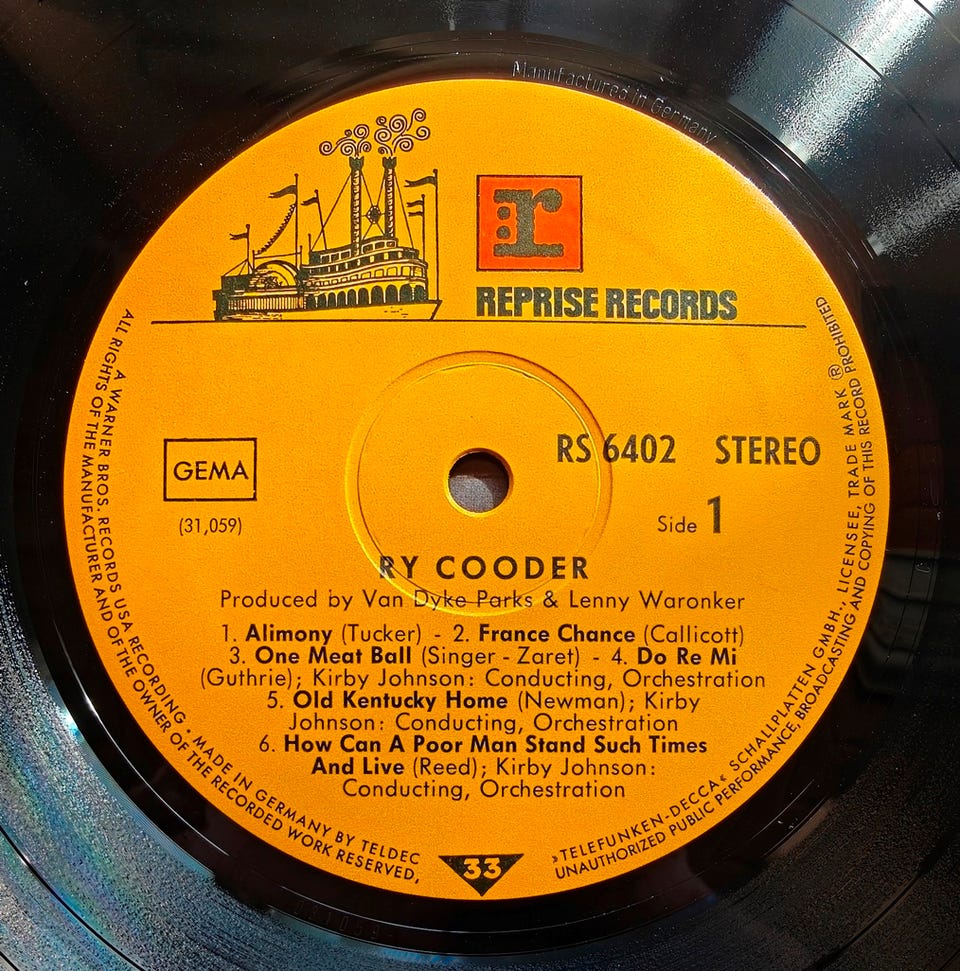 Manufactures in Germany
r
REPRISE RECORDS
RS 6402 STEREO
GEMA
(31,059)
Side 1
RY COODER
Produced by Van Dyke Parks & Lenny Waronker
1. Alimony (Tucker) - 2. France Chance (Callicott)
3. One Meat Ball (Singer - Zaret) - 4. Do Re Mi
(Guthrie); Kirby Johnson: Conducting, Orchestration
5. Old Kentucky Home (Newman); Kirby
Johnson: Conducting, Orchestration
6. How Can A Poor Man Stand Such Times
And Live (Reed); Kirby Johnson:
Conducting, Orchestration
33
A WARNER BROS. RECORDS USA RECORDING • MADE IN GERMANY BY TELDEC
»TELEFUNKEN-DECCA« SCHALLPLATTEN GMBH., LICENSEE, TRADE MARK ®
ALL RIGHTS OF THE MANUFACTURER AND OF THE OWNER OF THE RECORDED WORK RESERVED,
UNAUTHORIZED PUBLIC PERFORMANCE, BROADCASTING AND COPYING OF THIS RECORD PROHIBITED